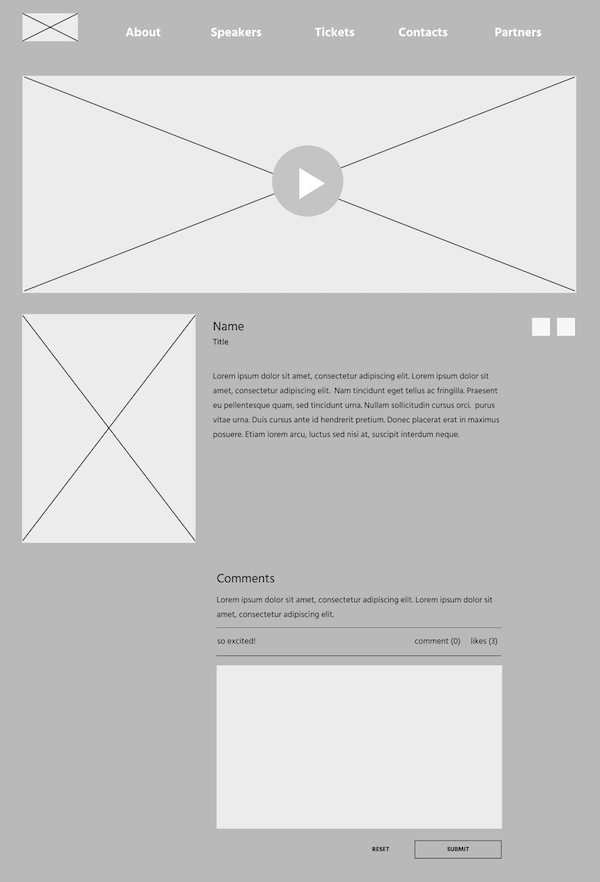 About Speakers Tickets Contacts Partners
Name
Title
Lorem ipsum dolor sit amet, consectetur adipiscing elit. Lorem ipsum dolor sit
amet, consectetur adipiscing elit. Nam tincidunt eget tellus ac fringilla. Praesent
eu pellentesque quam, sed tincidunt urna. Nullam sollicitudin cursus orci. purus
vitae urna. Duis cursus ante id hendrerit pretium. Donec placerat erat in maximus
posuere. Etiam lorem arcu, luctus sed nisi at, suscipit interdum neque.
Comments
Lorem ipsum dolor sit amet, consectetur adipiscing elit. Lorem ipsum dolor sit
amet, consectetur adipiscing elit.
so excited! comment (0) likes (3)
RESET SUBMIT